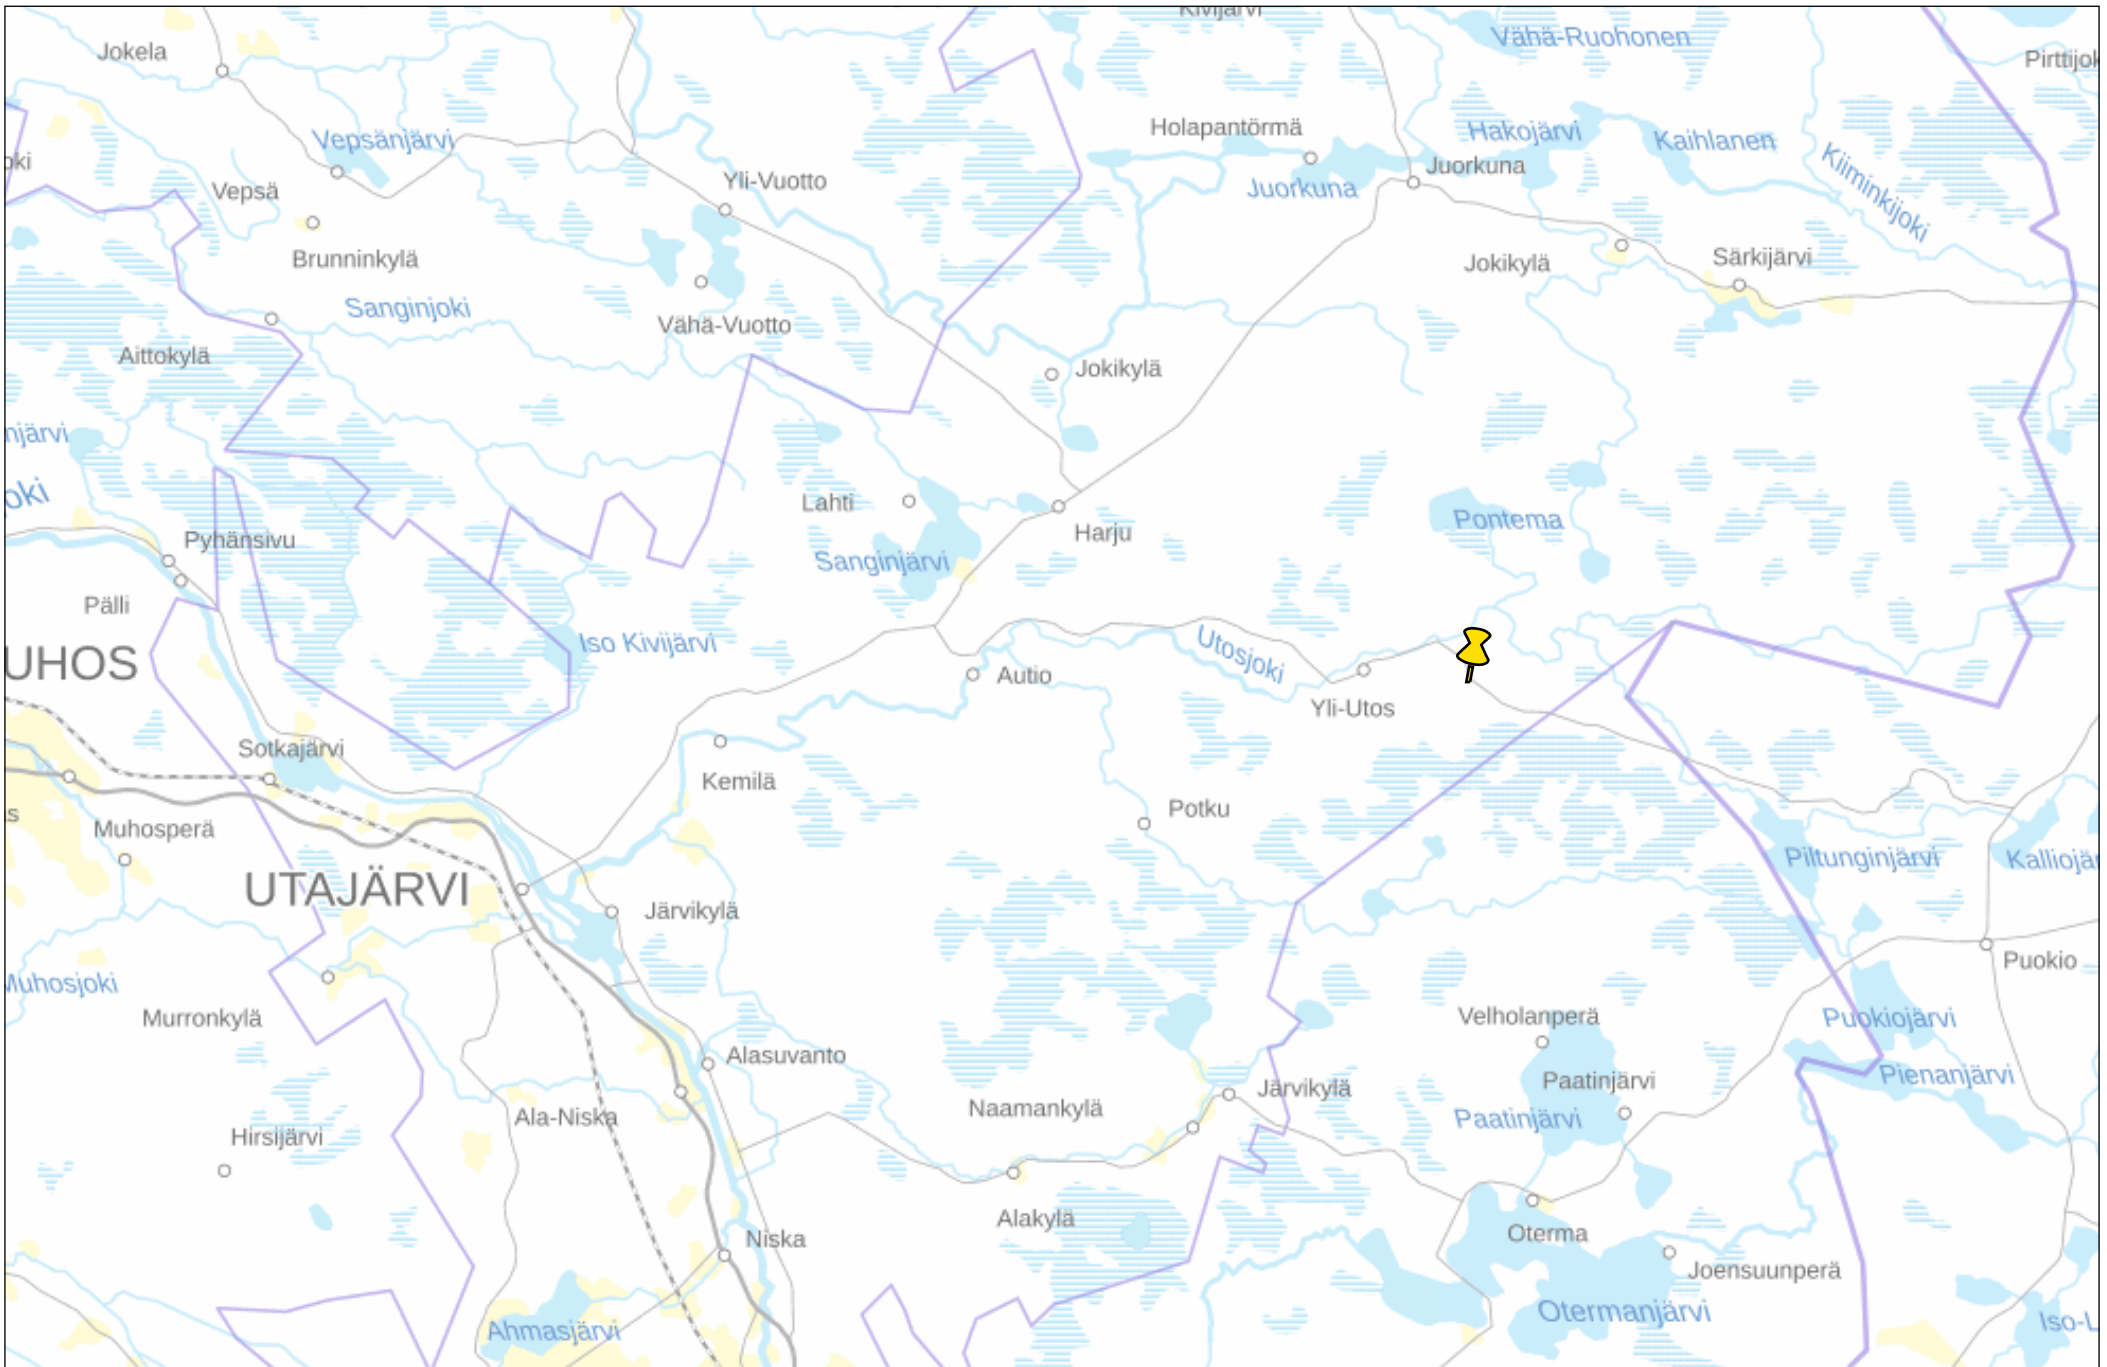 Kivijärvi
Vähä-Ruohonen
Jokela
Pirttijok
Holapantörmä
Hakojärvi
Kaihlanen
Vepsänjärvi
oki
Juorkuna
Kiiminkijoki
Yli-Vuotto
Vepsä
Juorkuna
Brunninkylä
Jokikylä
Särkijärvi
Sanginjoki
Vähä-Vuotto
Aittokylä
Jokikylä
njärvi
oki
Lahti
Pontema
Harju
Pyhänsivu
Sanginjärvi
Pälli
Iso Kivijärvi
Utosjoki
UHOS
Autio
Yli-Utos
Sotkajärvi
Kemilä
Potku
s
Muhosperä
Piltunginjärvi
Kalliojär
UTAJÄRVI
Järvikylä
Puokio
Muhosjoki
Murronkylä
Velholanperä
Puokiojärvi
Alasuvanto
Paatinjärvi
Pienanjärvi
Järvikylä
Naamankylä
Ala-Niska
Paatinjärvi
Hirsijärvi
Alakylä
Niska
Oterma
Joensuunperä
Otermanjärvi
Ahmasjärvi
Iso-L